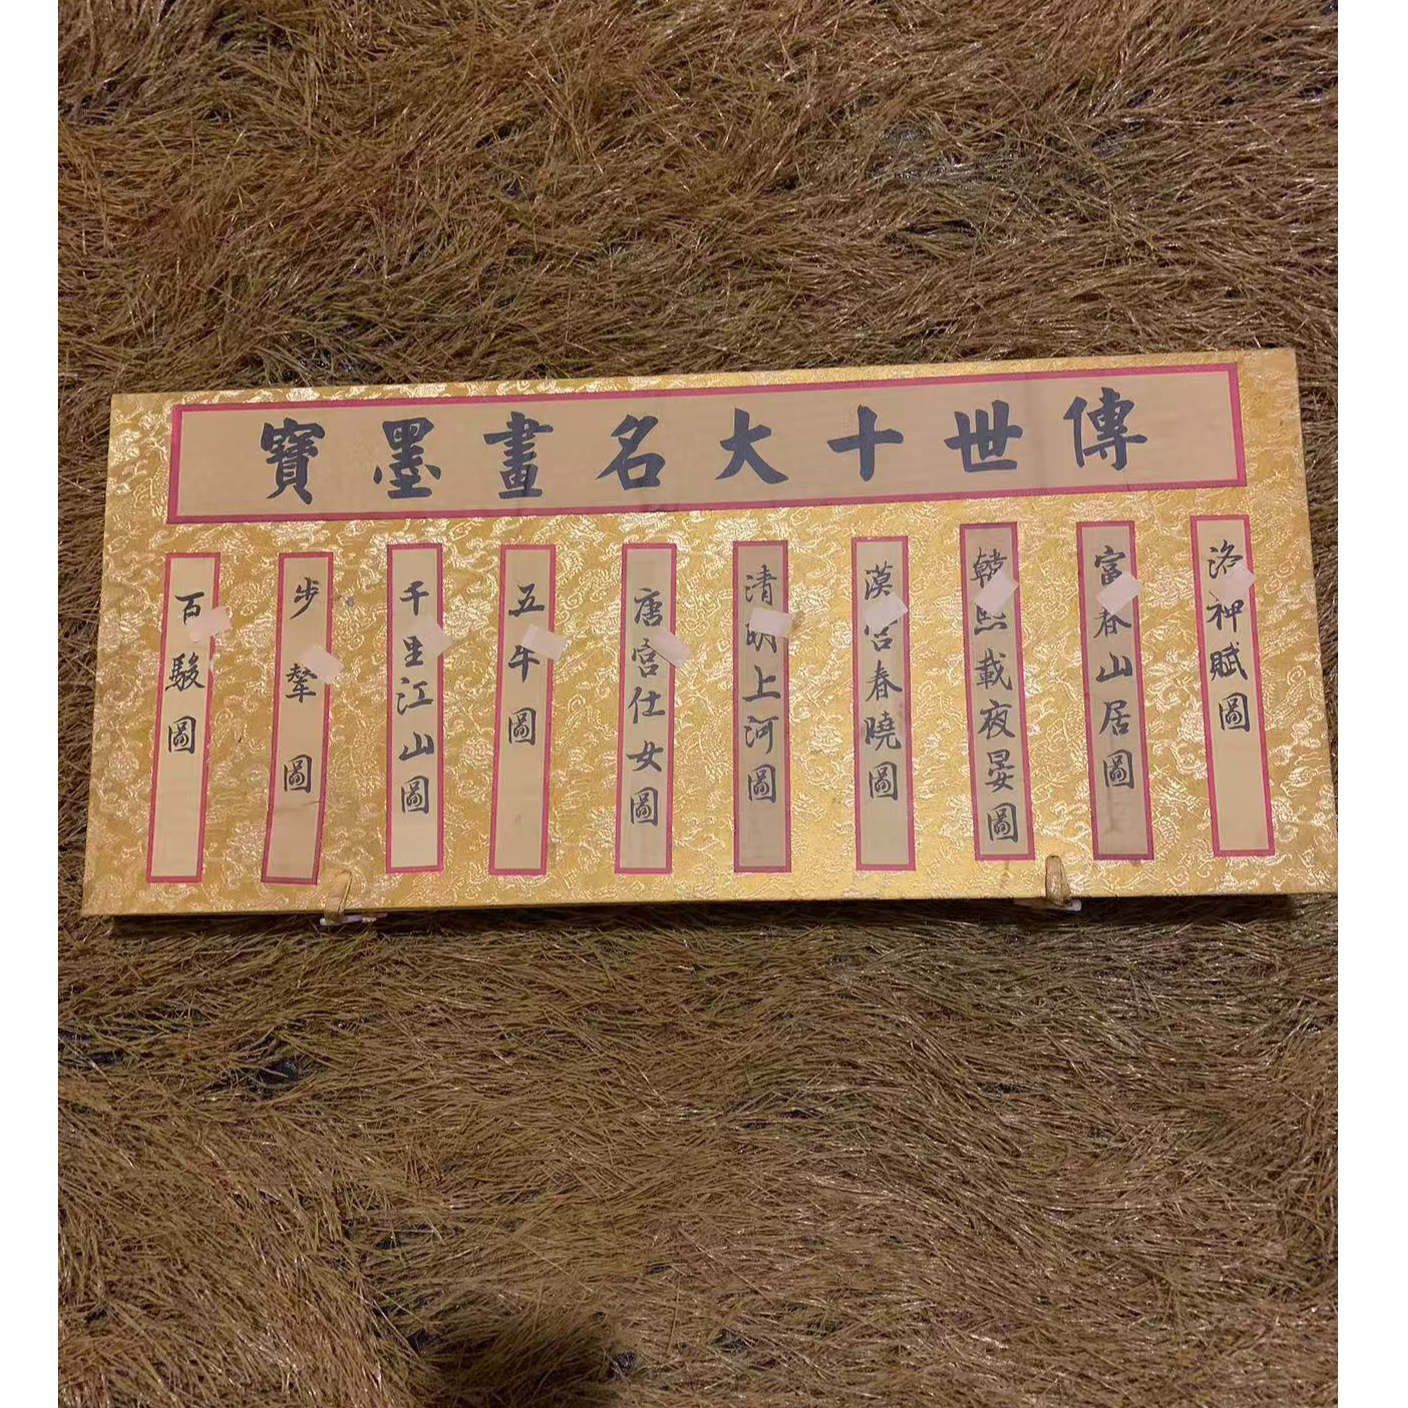 傳世十大名畫墨寶
洛神賦圖
富春山居圖
韓熙載夜晏圖
漢宮春曉圖
清明上河圖
唐宫仕女圖
五牛圖
千里江山圖
步輦圖
百駿圖